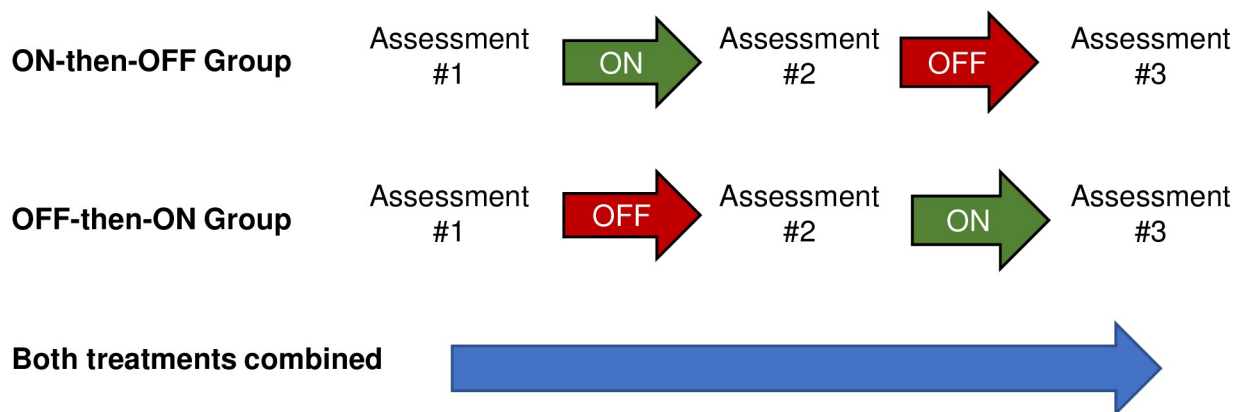 ON-then-OFF Group
Assessment
#1
ON
Assessment
#2
OFF
Assessment
#3
OFF-then-ON Group
Assessment
#1
OFF
Assessment
#2
ON
Assessment
#3
Both treatments combined